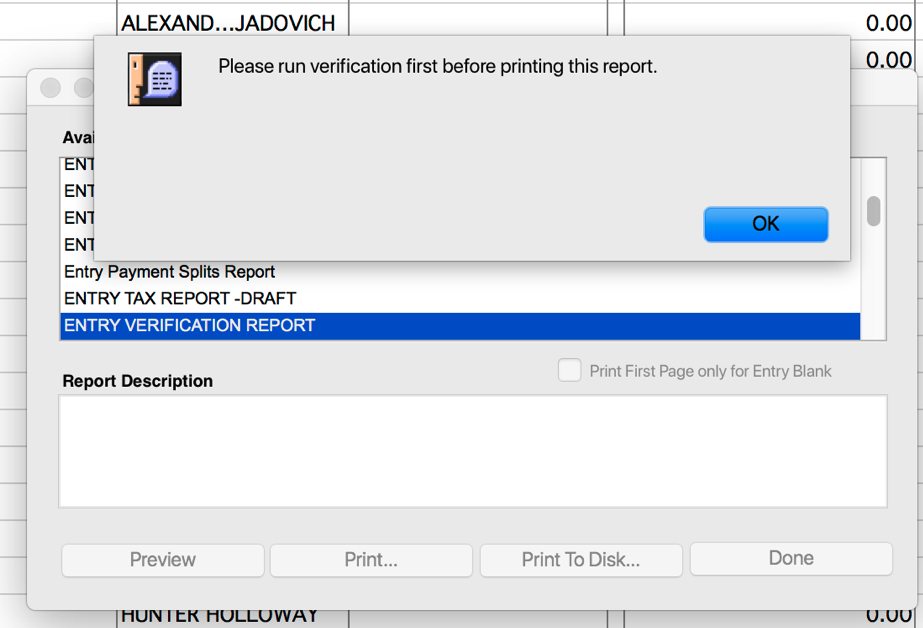 ALEXAND...JADOVICH 0.00
Please run verification first before printing this report.
0.00
Avai
ENT
ENT
ENT
OK
ENT
Entry Payment Splits Report
ENTRY TAX REPORT -DRAFT
ENTRY VERIFICATION REPORT
Print First Page only for Entry Blank
Report Description
Preview Print... Print To Disk... Done
HUNTER HOLLOWAY 0.00